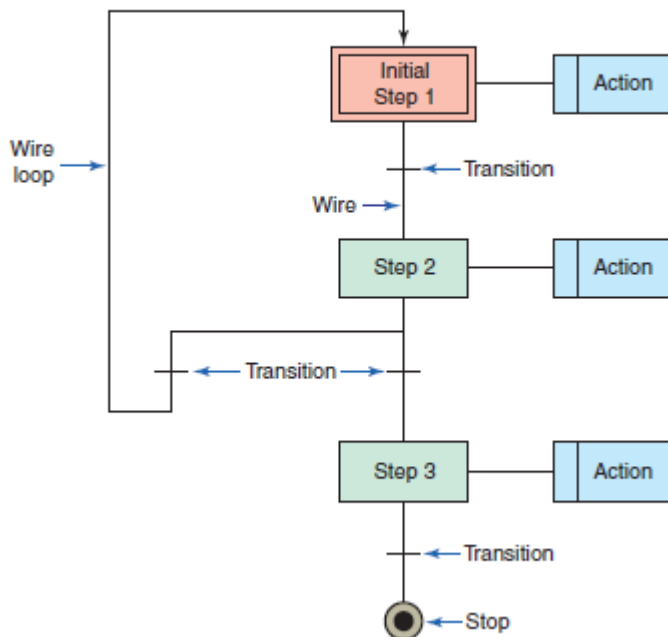 Initial
Step 1
Action
Wire
loop
Transition
Wire
Step 2
Action
Transition
Step 3
Action
Transition
Stop